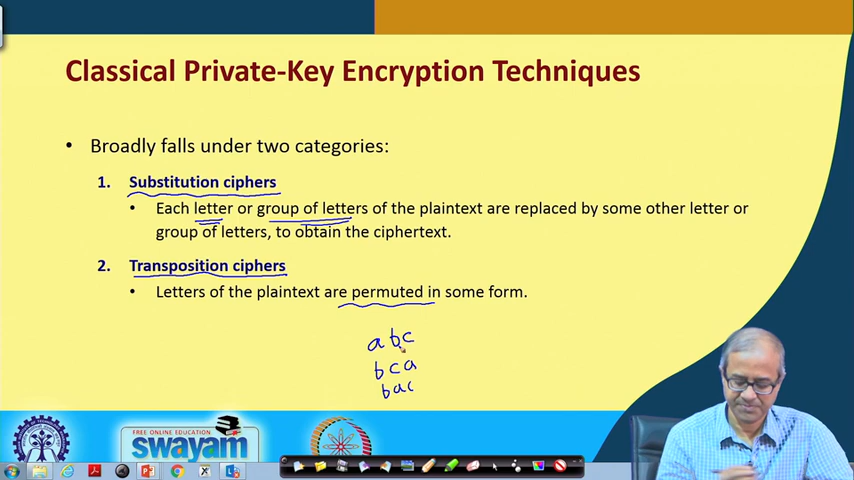 Classical Private-Key Encryption Techniques
• Broadly falls under two categories:
1. Substitution ciphers
• Each letter or group of letters of the plaintext are replaced by some other letter or
group of letters, to obtain the ciphertext.
2. Transposition ciphers
• Letters of the plaintext are permuted in some form.
a b c
b c a
b a c
FREE ONLINE EDUCATION
swayam